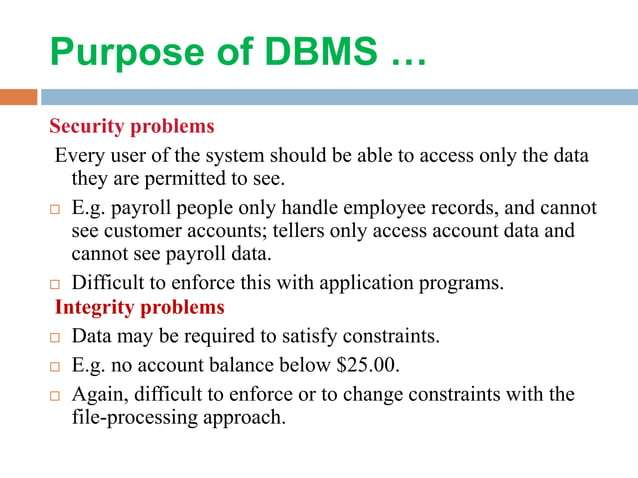 Purpose of DBMS …
Security problems
Every user of the system should be able to access only the data
they are permitted to see.
E.g. payroll people only handle employee records, and cannot
see customer accounts; tellers only access account data and
cannot see payroll data.
Difficult to enforce this with application programs.
Integrity problems
Data may be required to satisfy constraints.
E.g. no account balance below $25.00.
Again, difficult to enforce or to change constraints with the
file-processing approach.